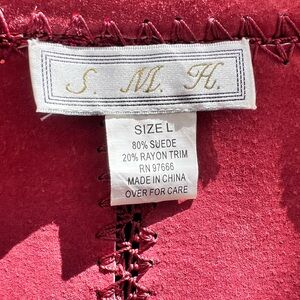 S. M. H.
SIZE L
80% SUEDE
20% RAYON TRIM
RN 97666
MADE IN CHINA
OVER FOR CARE